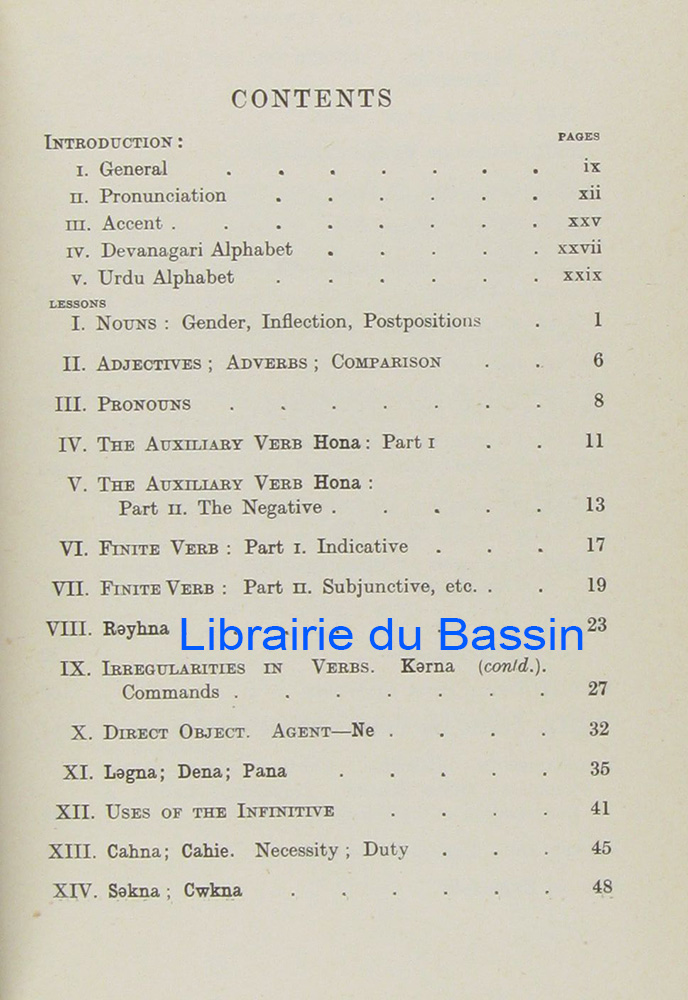 CONTENTS
INTRODUCTION: PAGES
I. General . . . . . . . ix
II. Pronunciation . . . . . . xii
III. Accent . . . . . . . . xxv
IV. Devanagari Alphabet . . . . . xxvii
V. Urdu Alphabet . . . . . . xxix
LESSONS
I. NOUNS : Gender, Inflection, Postpositions . 1
II. ADJECTIVES ; ADVERBS ; COMPARISON . . 6
III. PRONOUNS . . . . . . . 8
IV. THE AUXILIARY VERB Hona : Part I . . 11
V. THE AUXILIARY VERB Hona :
Part II. The Negative . . . . . 13
VI. FINITE VERB : Part I. Indicative . . . 17
VII. FINITE VERB : Part II. Subjunctive, etc. . . 19
VIII. Rəyhna 23
Librairie du Bassin
IX. IRREGULARITIES IN VERBS. Kərna (contd.).
Commands . . . . . . . 27
X. DIRECT OBJECT. AGENT—Ne . . . . 32
XI. Ləgna; Dena; Pana . . . . . 35
XII. USES OF THE INFINITIVE . . . . 41
XIII. Cahna; Cahie. Necessity ; Duty . . . 45
XIV. Səkna ; Cwkna . . . . . . 48